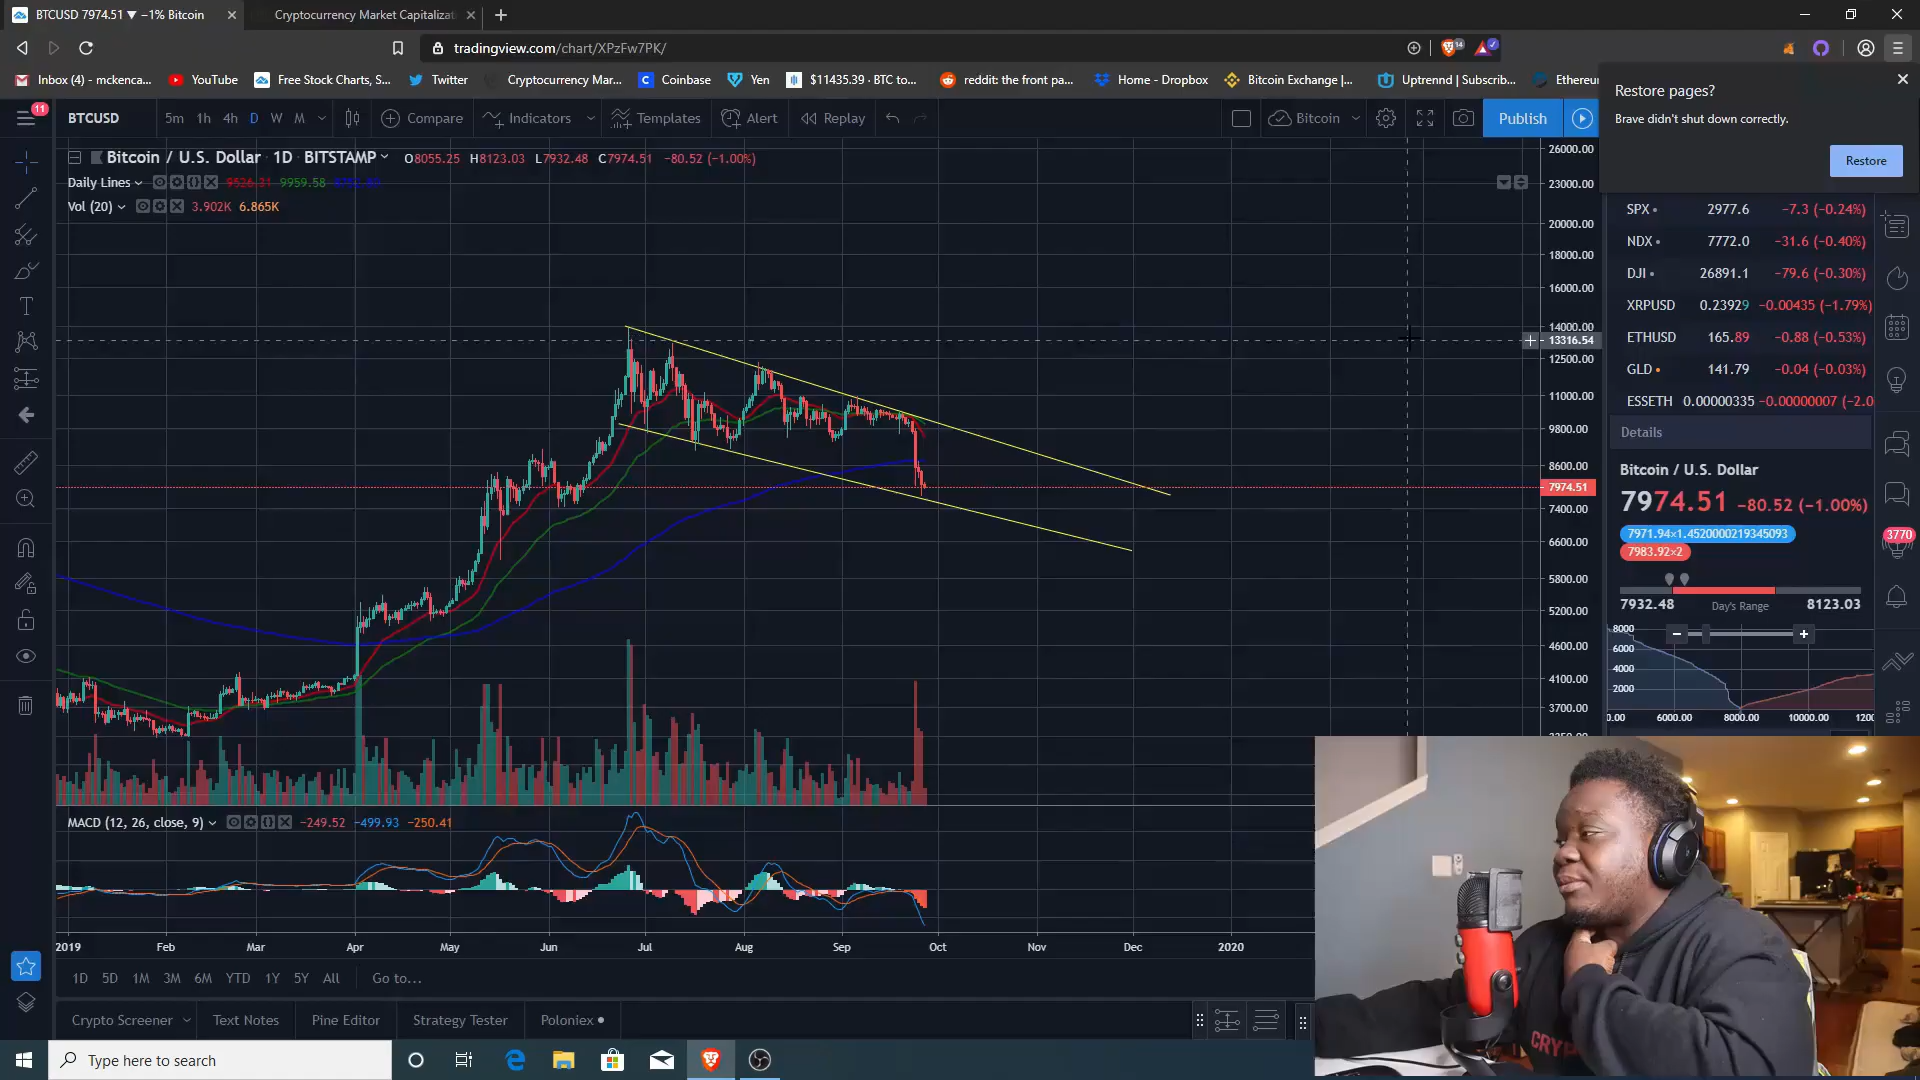 BTCUSD 7974.51 ▼ −1% Bitcoin
Cryptocurrency Market Capitaliza
tradingview.com/chart/XPzFw7PK/
14
Inbox (4) - mckenca...
YouTube
Free Stock Charts, S...
Twitter
Cryptocurrency Mar...
Coinbase
Yen
$11435.39 · BTC to...
reddit: the front pa...
Home - Dropbox
Bitcoin Exchange |...
Uptrennd | Subscrib...
Ethereu
Restore pages?
Brave didn't shut down correctly.
Restore
11
BTCUSD
5m 1h 4h D W M
Compare
Indicators
Templates
Alert
Replay
Bitcoin
Publish
Bitcoin / U.S. Dollar 1D BITSTAMP
O8055.25 H8123.03 L7932.48 C7974.51 −80.52 (−1.00%)
Daily Lines 9526.31 9959.58
Vol (20) 3.902K 6.865K
26000.00
23000.00
20000.00
18000.00
16000.00
14000.00
13316.54
12500.00
11000.00
9800.00
8600.00
7974.51
7400.00
6600.00
5800.00
5200.00
4600.00
4100.00
3700.00
SPX 2977.6 −7.3 (−0.24%)
NDX 7772.0 −31.6 (−0.40%)
DJI 26891.1 −79.6 (−0.30%)
XRPUSD 0.23929 −0.00435 (−1.79%)
ETHUSD 165.89 −0.88 (−0.53%)
GLD 141.79 −0.04 (−0.03%)
ESSETH 0.00000335 −0.00000007 (−2.0
Details
Bitcoin / U.S. Dollar
7974.51 −80.52 (−1.00%)
7971.94×1.4520000219345093
7983.92×2
3770
7932.48 Day's Range 8123.03
8000
6000
4000
2000
0.00 6000.00 8000.00 10000.00 1200
MACD (12, 26, close, 9) −249.52 −499.93 −250.41
2019 Feb Mar Apr May Jun Jul Aug Sep Oct Nov Dec 2020
1D 5D 1M 3M 6M YTD 1Y 5Y All Go to...
Crypto Screener
Text Notes
Pine Editor
Strategy Tester
Poloniex
CRYP
Type here to search